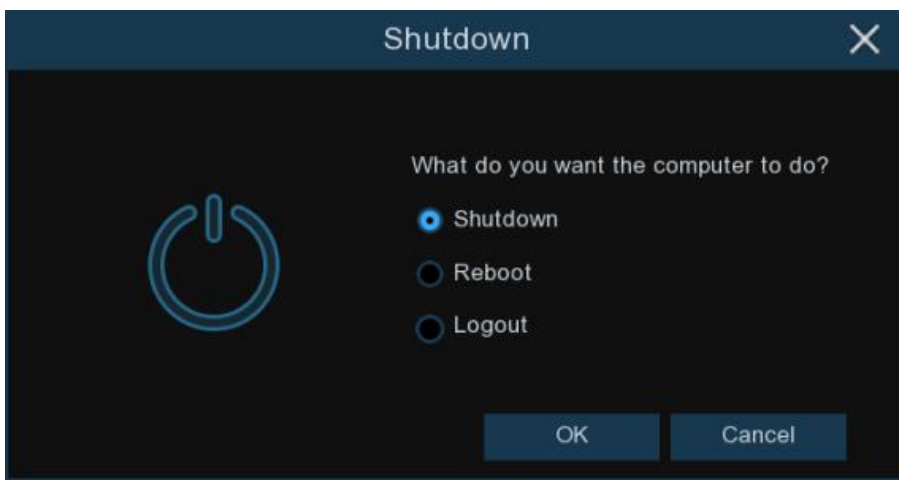 Shutdown
What do you want the computer to do?
Shutdown
Reboot
Logout
OK
Cancel